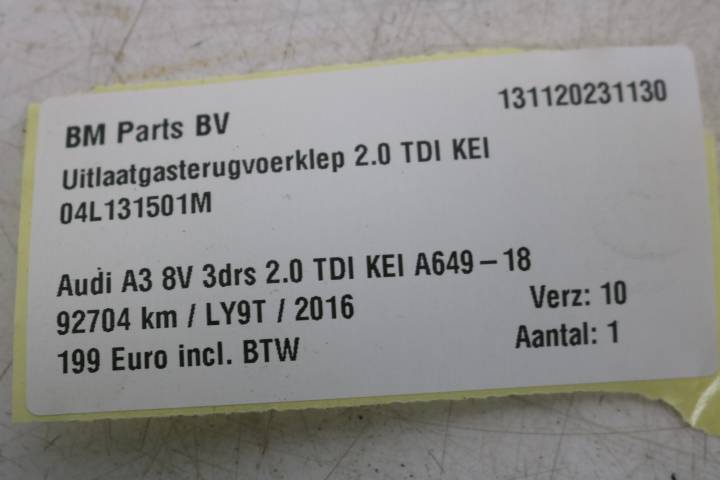 131120231130
BM Parts BV
Uitlaatgasterugvoerklep 2.0 TDI KEI
04L131501M
Audi A3 8V 3drs 2.0 TDI KEI A649-18
92704 km / LY9T / 2016
Verz: 10
199 Euro incl. BTW
Aantal: 1